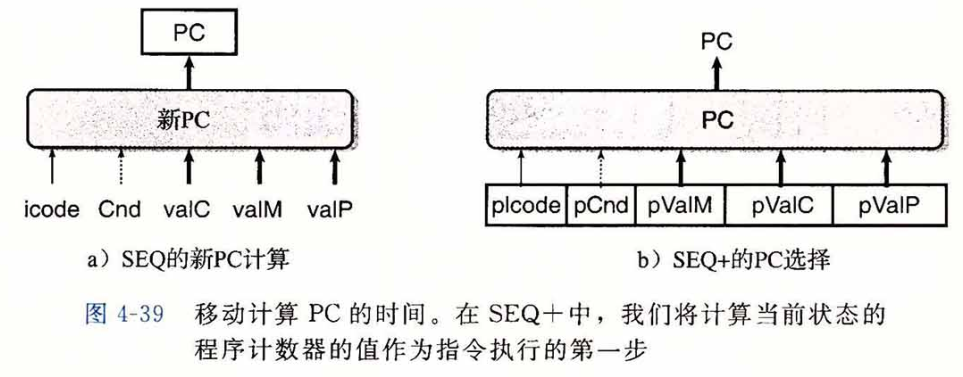 PC
新PC
icode Cnd valC valM valP
a）SEQ的新PC计算
PC
PC
pIcode pCnd pValM pValC pValP
b）SEQ+的PC选择
图 4-39 移动计算 PC 的时间。在 SEQ+中，我们将计算当前状态的
程序计数器的值作为指令执行的第一步